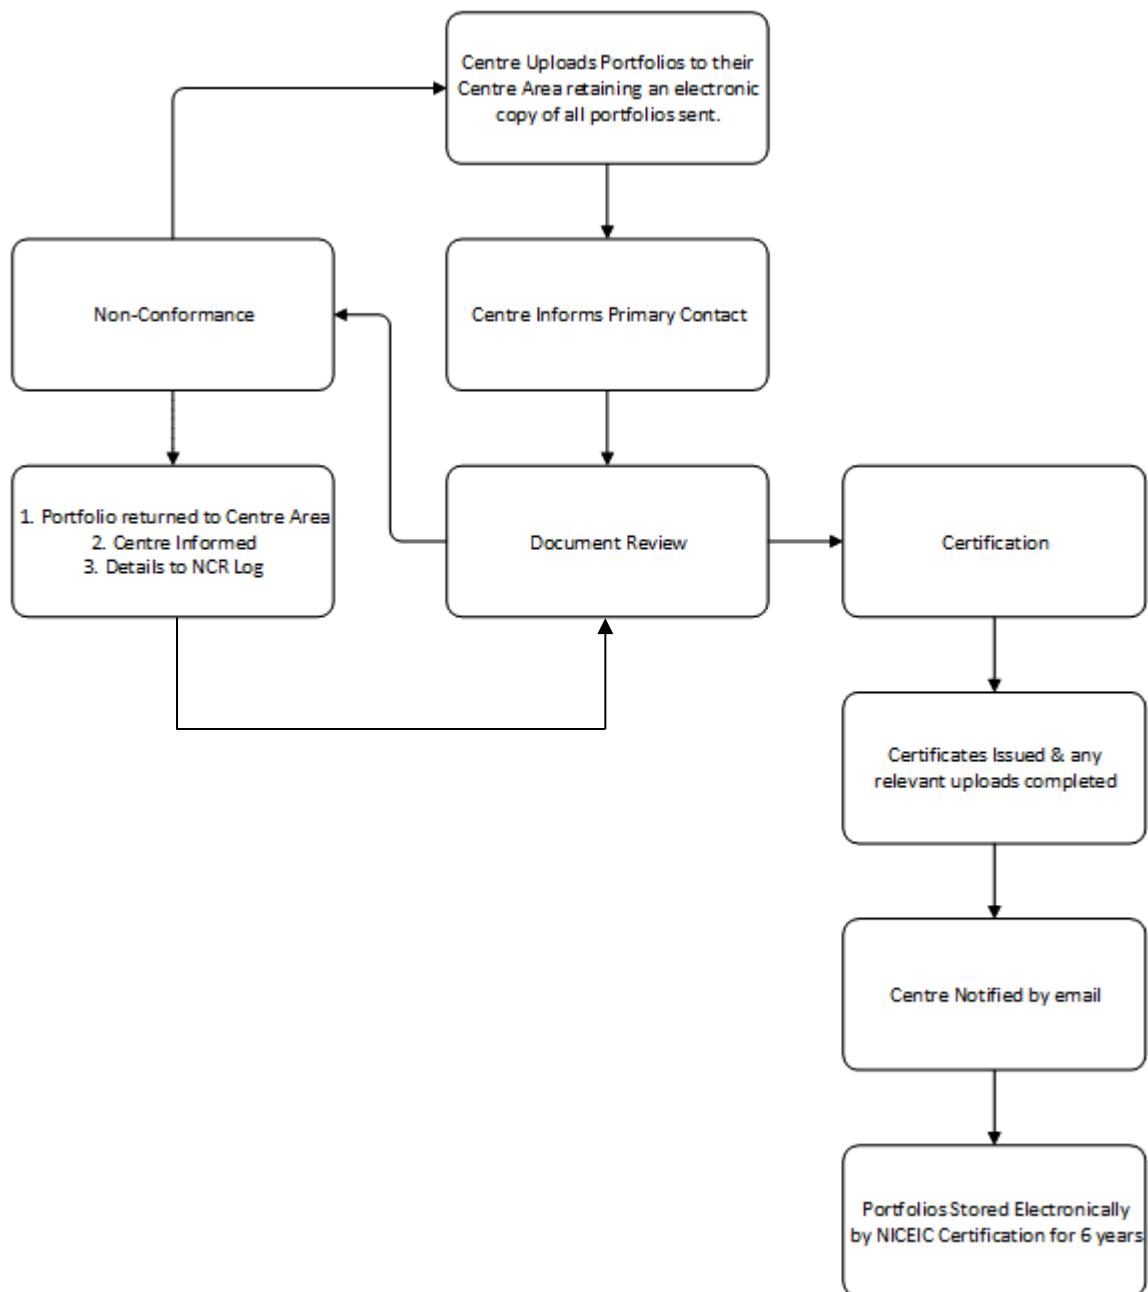 Centre Uploads Portfolios to their
Centre Area retaining an electronic
copy of all portfolios sent.
Non-Conformance
Centre Informs Primary Contact
1. Portfolio returned to Centre Area
2. Centre Informed
3. Details to NCR Log
Document Review
Certification
Certificates Issued & any
relevant uploads completed
Centre Notified by email
Portfolios Stored Electronically
by NICEIC Certification for 6 years